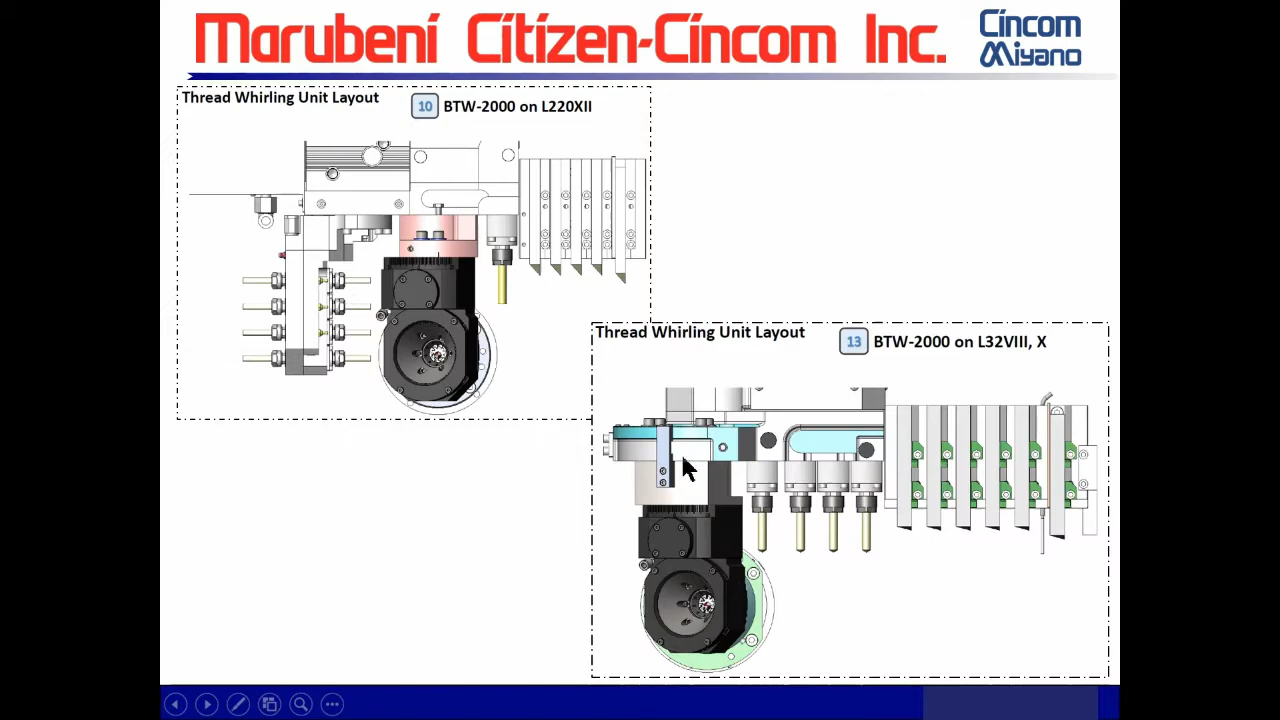 Marubeni Citizen-Cincom Inc.
Cincom
Miyano
Thread Whirling Unit Layout
10 BTW-2000 on L220XII
Thread Whirling Unit Layout
13 BTW-2000 on L32VIII, X